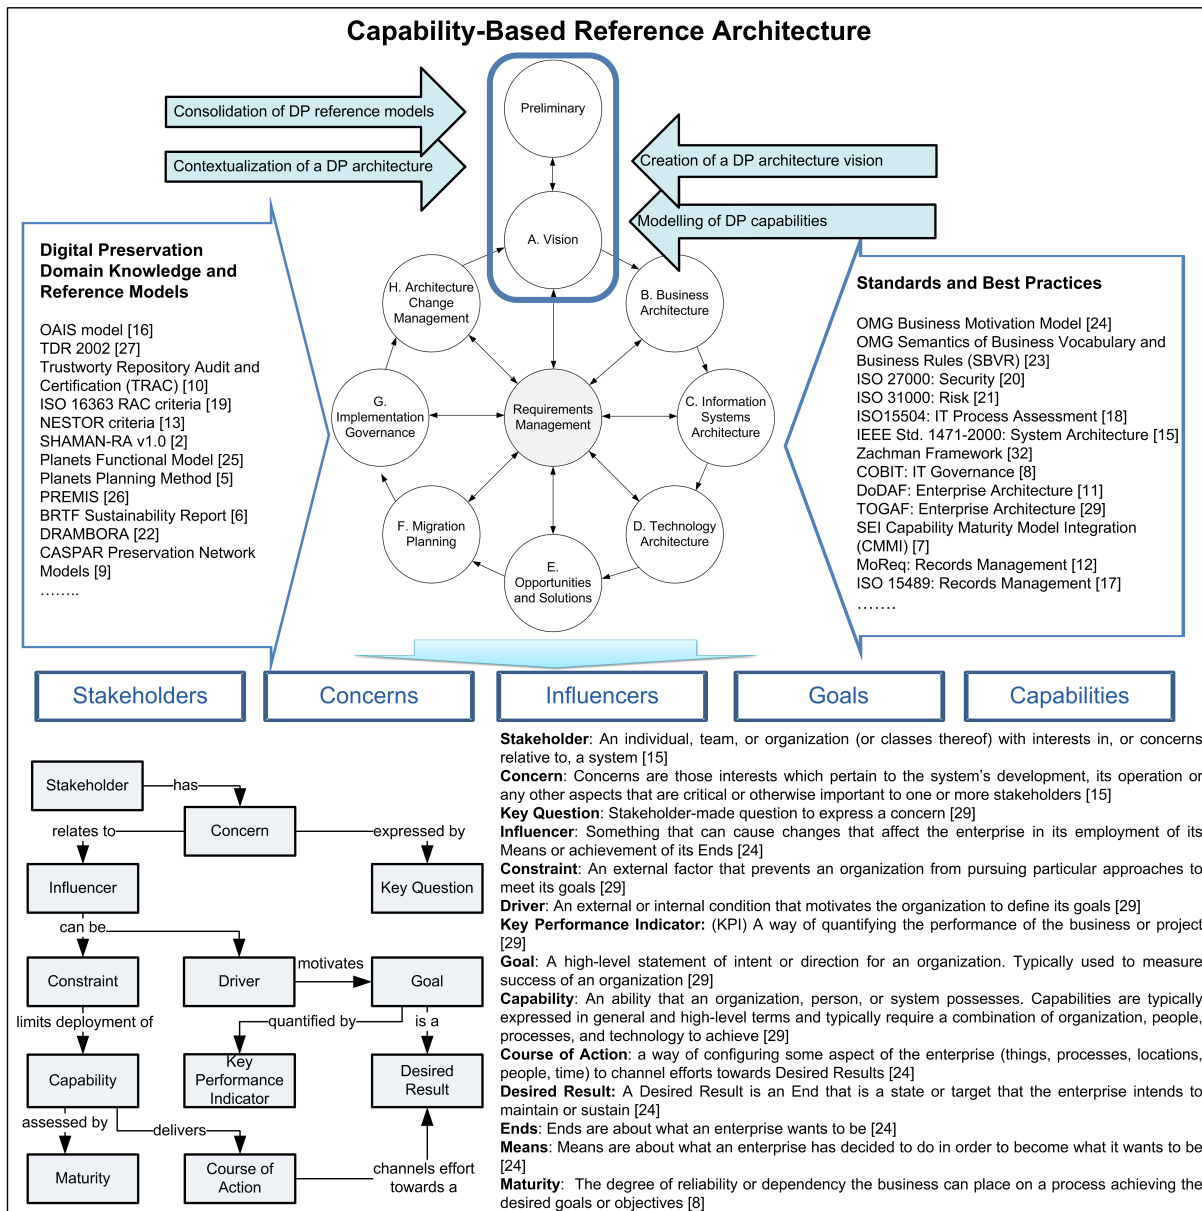 Capability-Based Reference Architecture
Consolidation of DP reference models
Contextualization of a DP architecture
Creation of a DP architecture vision
Modelling of DP capabilities
Preliminary
A. Vision
B. Business
Architecture
C. Information
Systems
Architecture
D. Technology
Architecture
E.
Opportunities
and Solutions
F. Migration
Planning
G.
Implementation
Governance
H. Architecture
Change
Management
Requirements
Management
Digital Preservation
Domain Knowledge and
Reference Models
OAIS model [16]
TDR 2002 [27]
Trustworty Repository Audit and
Certification (TRAC) [10]
ISO 16363 RAC criteria [19]
NESTOR criteria [13]
SHAMAN-RA v1.0 [2]
Planets Functional Model [25]
Planets Planning Method [5]
PREMIS [26]
BRTF Sustainability Report [6]
DRAMBORA [22]
CASPAR Preservation Network
Models [9]
........
Standards and Best Practices
OMG Business Motivation Model [24]
OMG Semantics of Business Vocabulary and
Business Rules (SBVR) [23]
ISO 27000: Security [20]
ISO 31000: Risk [21]
ISO15504: IT Process Assessment [18]
IEEE Std. 1471-2000: System Architecture [15]
Zachman Framework [32]
COBIT: IT Governance [8]
DoDAF: Enterprise Architecture [11]
TOGAF: Enterprise Architecture [29]
SEI Capability Maturity Model Integration
(CMMI) [7]
MoReq: Records Management [12]
ISO 15489: Records Management [17]
.......
Stakeholders
Concerns
Influencers
Goals
Capabilities
Stakeholder
has
Concern
relates to
expressed by
Influencer
Key Question
can be
Constraint
Driver
motivates
Goal
limits deployment of
quantified by
is a
Capability
Key
Performance
Indicator
Desired
Result
assessed by
delivers
Maturity
Course of
Action
channels effort
towards a
Stakeholder: An individual, team, or organization (or classes thereof) with interests in, or concerns
relative to, a system [15]
Concern: Concerns are those interests which pertain to the system's development, its operation or
any other aspects that are critical or otherwise important to one or more stakeholders [15]
Key Question: Stakeholder-made question to express a concern [29]
Influencer: Something that can cause changes that affect the enterprise in its employment of its
Means or achievement of its Ends [24]
Constraint: An external factor that prevents an organization from pursuing particular approaches to
meet its goals [29]
Driver: An external or internal condition that motivates the organization to define its goals [29]
Key Performance Indicator: (KPI) A way of quantifying the performance of the business or project
[29]
Goal: A high-level statement of intent or direction for an organization. Typically used to measure
success of an organization [29]
Capability: An ability that an organization, person, or system possesses. Capabilities are typically
expressed in general and high-level terms and typically require a combination of organization, people,
processes, and technology to achieve [29]
Course of Action: a way of configuring some aspect of the enterprise (things, processes, locations,
people, time) to channel efforts towards Desired Results [24]
Desired Result: A Desired Result is an End that is a state or target that the enterprise intends to
maintain or sustain [24]
Ends: Ends are about what an enterprise wants to be [24]
Means: Means are about what an enterprise has decided to do in order to become what it wants to be
[24]
Maturity: The degree of reliability or dependency the business can place on a process achieving the
desired goals or objectives [8]